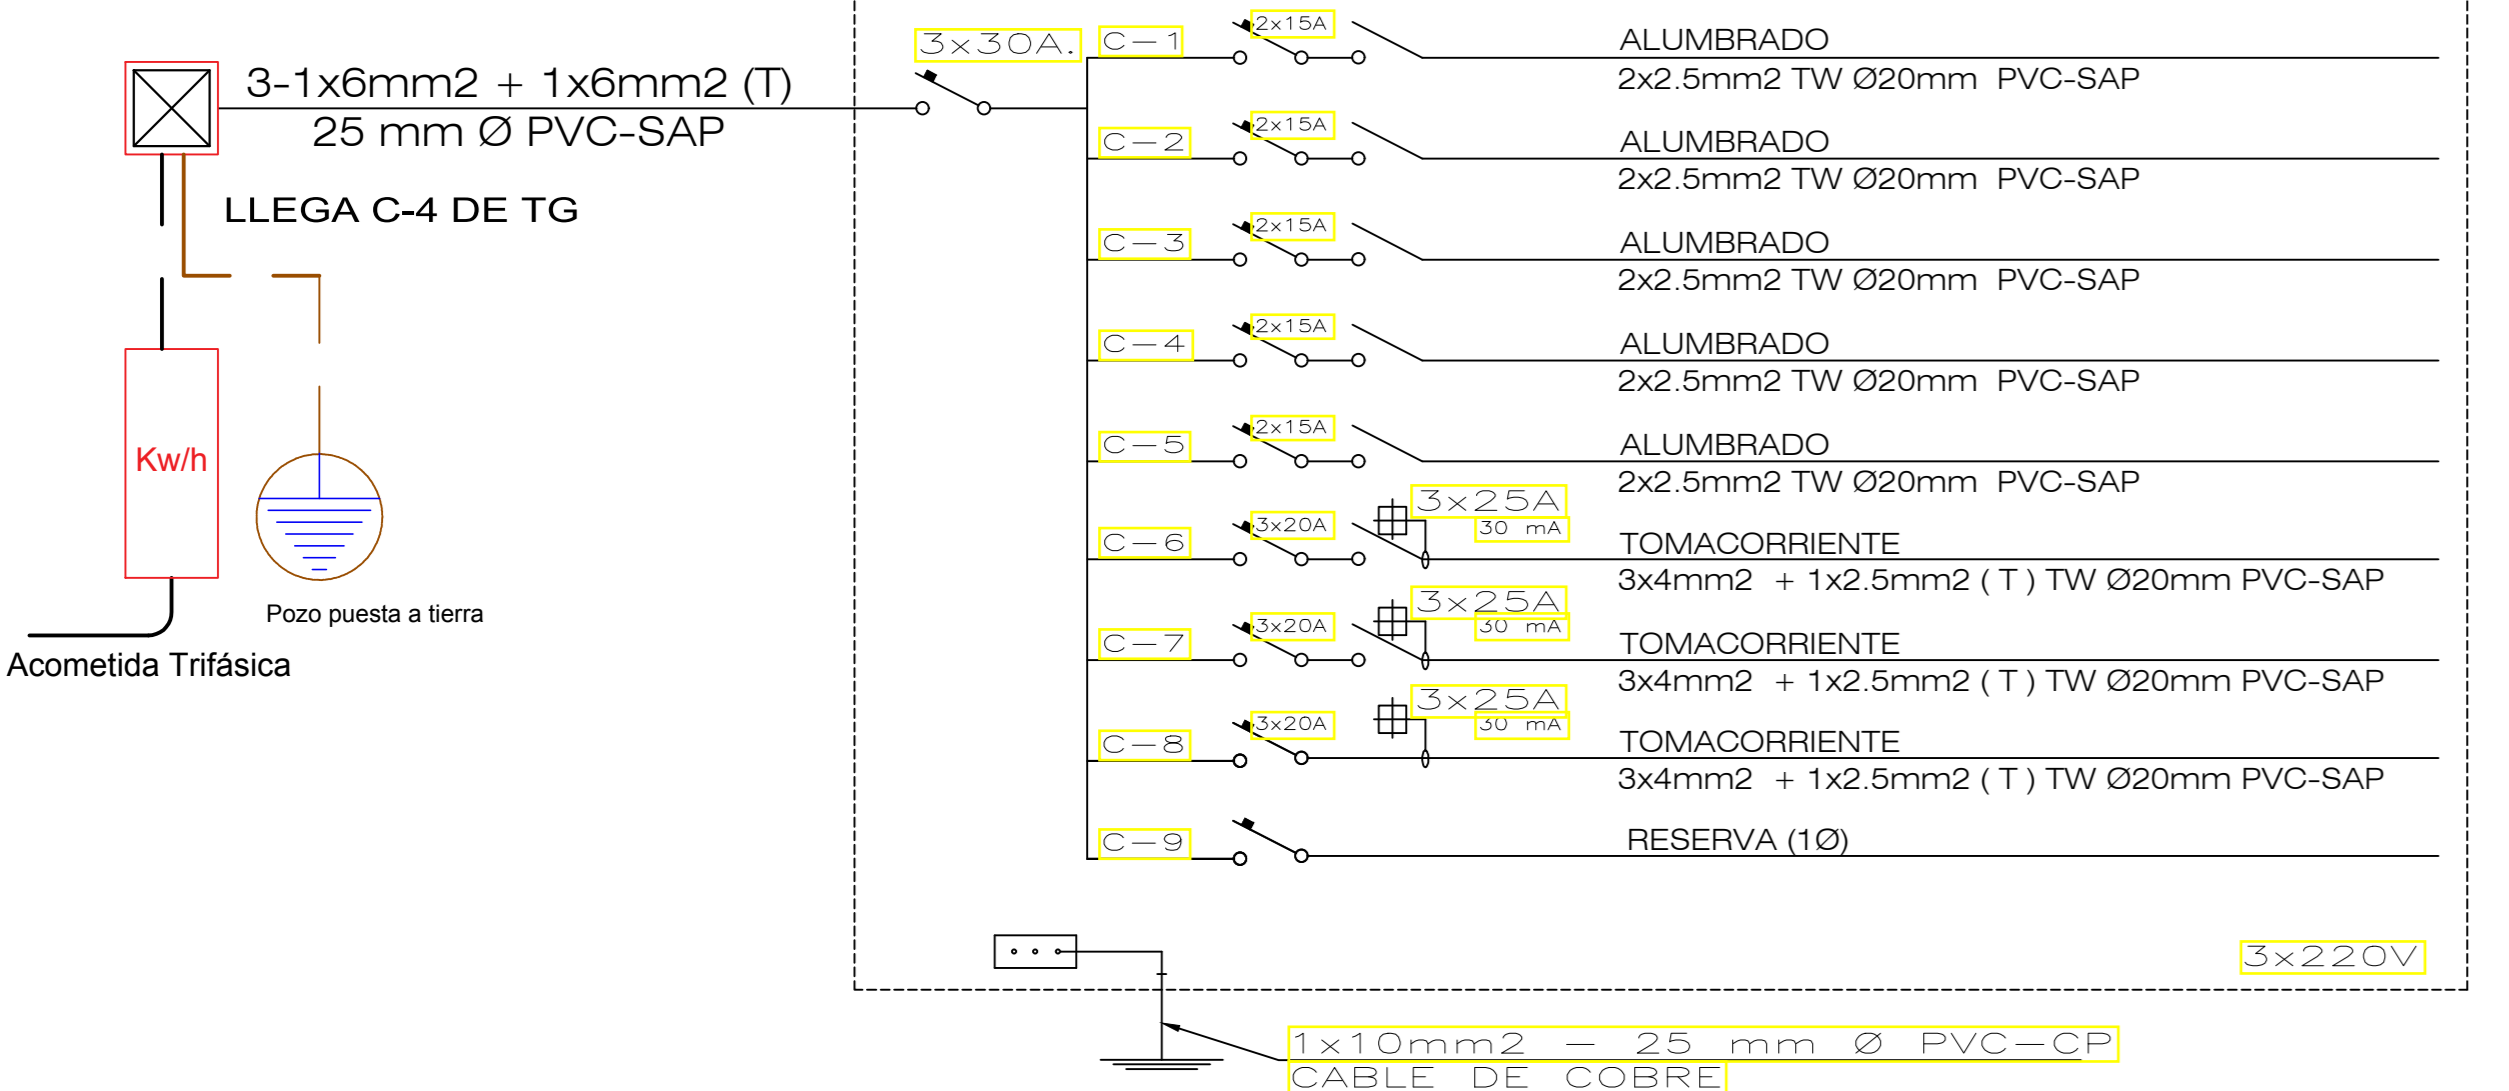 3-1x6mm2 + 1x6mm2 (T)
25 mm Ø PVC-SAP
LLEGA C-4 DE TG
Kw/h
Pozo puesta a tierra
Acometida Trifásica
3x30A.
C-1
2x15A
ALUMBRADO
2x2.5mm2 TW Ø20mm PVC-SAP
C-2
2x15A
ALUMBRADO
2x2.5mm2 TW Ø20mm PVC-SAP
C-3
2x15A
ALUMBRADO
2x2.5mm2 TW Ø20mm PVC-SAP
C-4
2x15A
ALUMBRADO
2x2.5mm2 TW Ø20mm PVC-SAP
C-5
2x15A
ALUMBRADO
2x2.5mm2 TW Ø20mm PVC-SAP
C-6
3x20A
3x25A
30 mA
TOMACORRIENTE
3x4mm2 + 1x2.5mm2 ( T ) TW Ø20mm PVC-SAP
C-7
3x20A
3x25A
30 mA
TOMACORRIENTE
3x4mm2 + 1x2.5mm2 ( T ) TW Ø20mm PVC-SAP
C-8
3x20A
3x25A
30 mA
TOMACORRIENTE
3x4mm2 + 1x2.5mm2 ( T ) TW Ø20mm PVC-SAP
C-9
RESERVA (1Ø)
3x220V
1x10mm2 - 25 mm Ø PVC-CP
CABLE DE COBRE